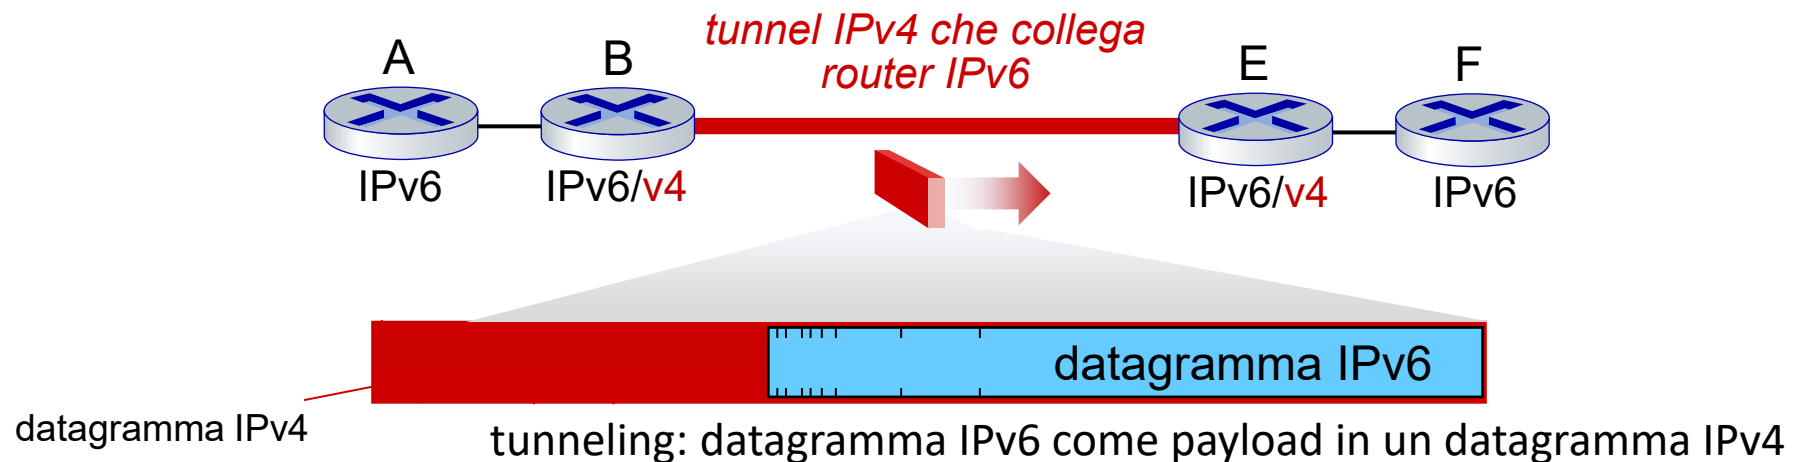 tunnel IPv4 che collega
router IPv6
A
B
E
F
IPv6
IPv6/v4
IPv6/v4
IPv6
datagramma IPv6
datagramma IPv4
tunneling: datagramma IPv6 come payload in un datagramma IPv4